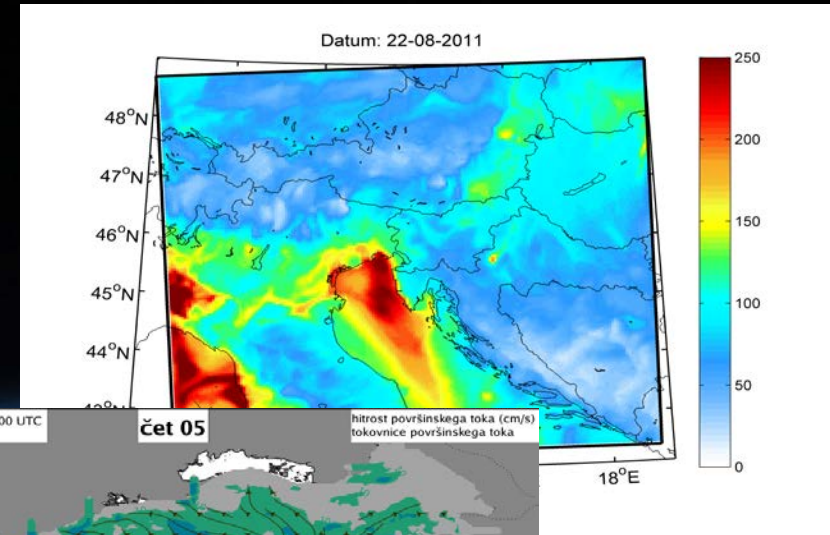 Datum: 22-08-2011
48°N
47°N
46°N
45°N
44°N
250
200
150
100
50
0
18°E
00 UTC
čet 05
hitrost površinskega toka (cm/s)
tokovnice površinskega toka